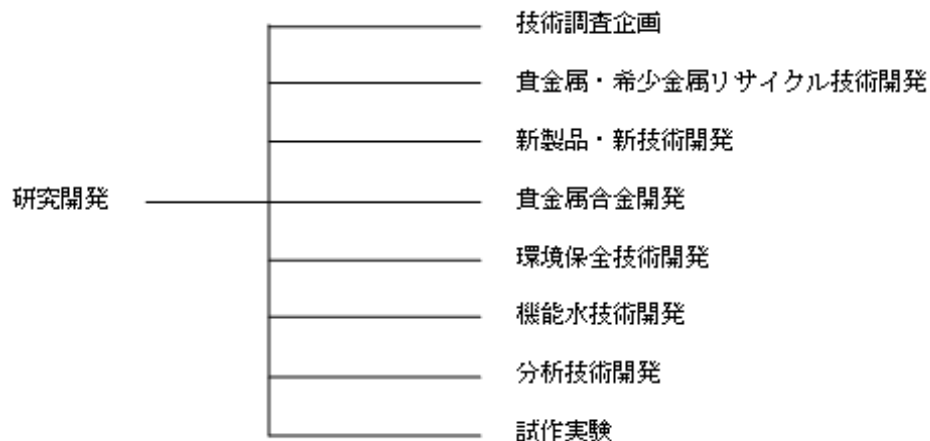 技術調査企画
貴金属・希少金属リサイクル技術開発
新製品・新技術開発
研究開発
貴金属合金開発
環境保全技術開発
機能水技術開発
分析技術開発
試作実験